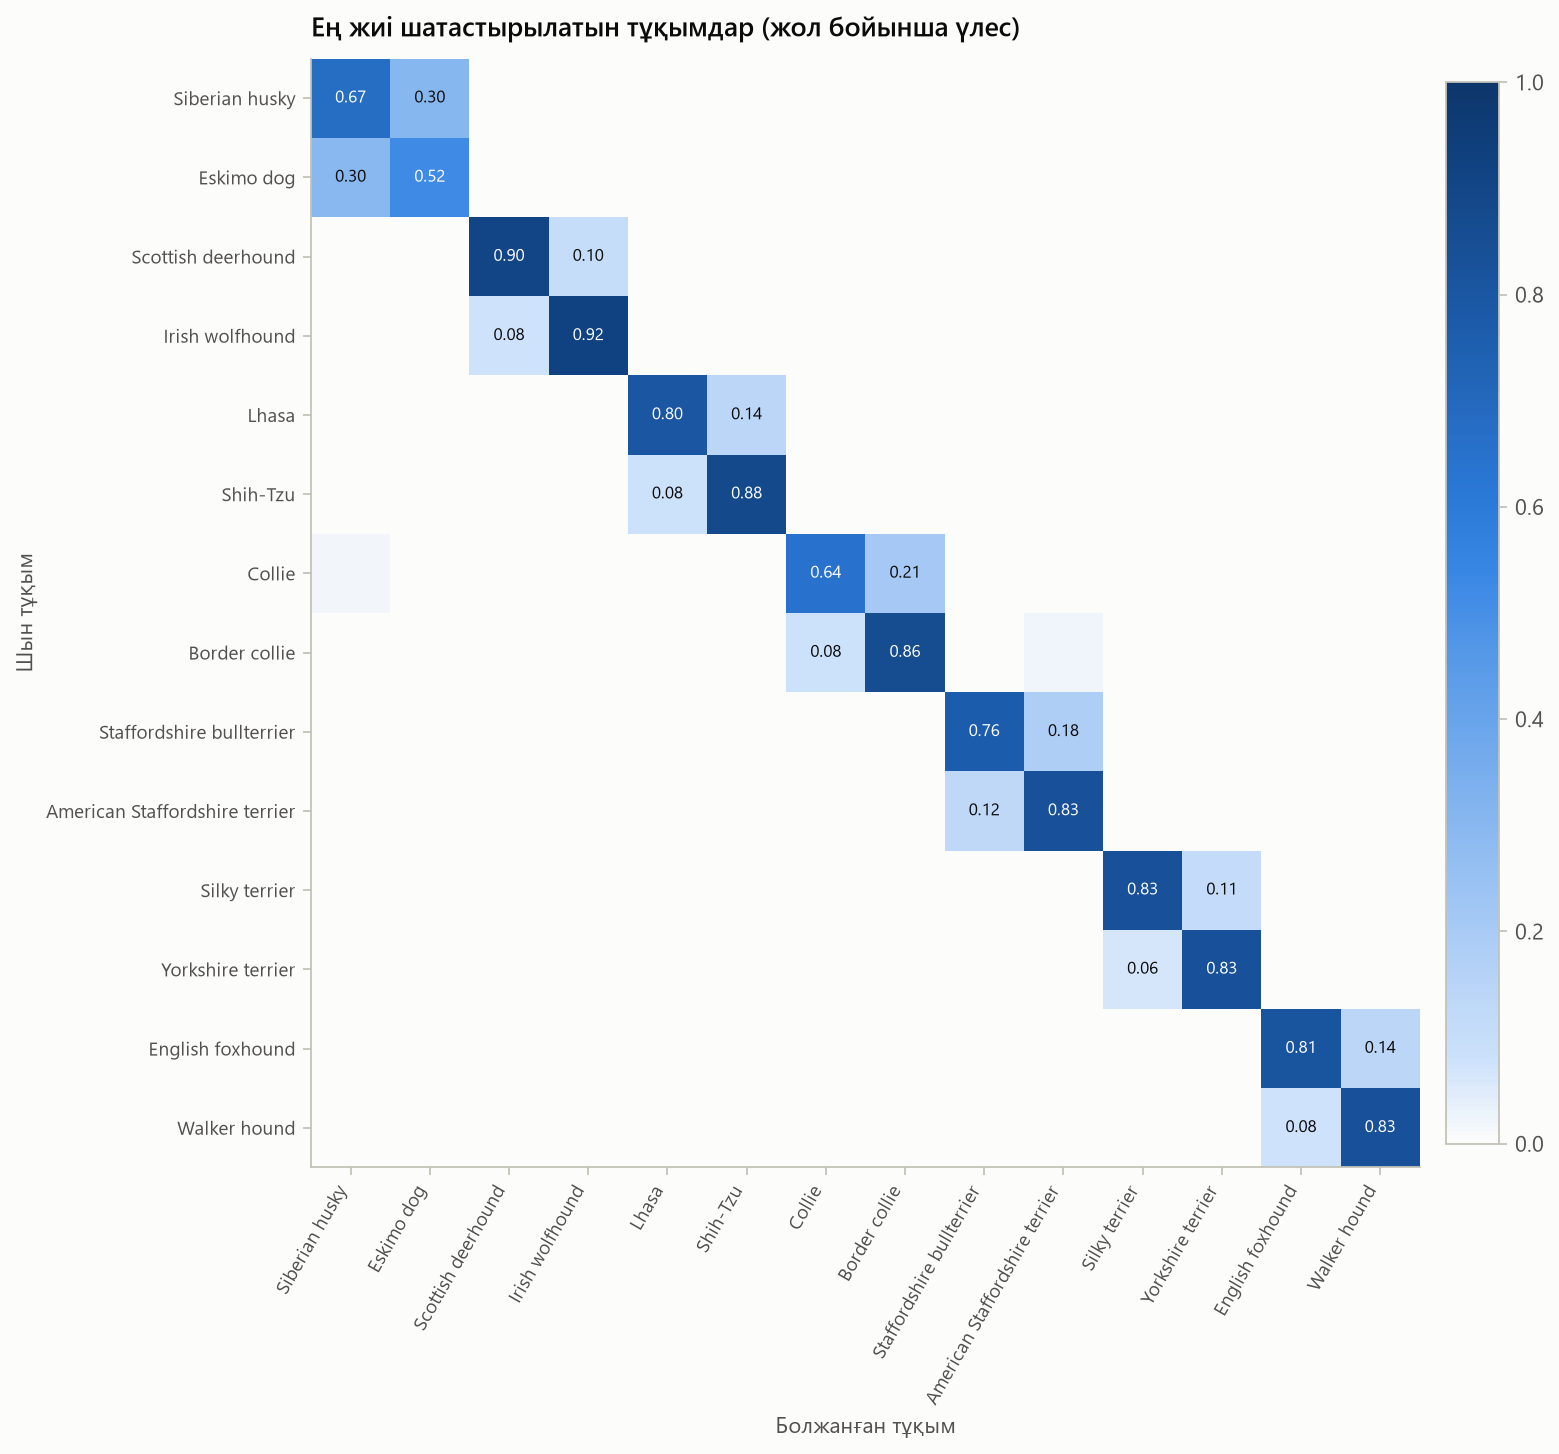 Ең жиі шатастырылатын тұқымдар (жол бойынша үлес)
Siberian husky 0.67 0.30
Eskimo dog 0.30 0.52
Scottish deerhound 0.90 0.10
Irish wolfhound 0.08 0.92
Lhasa 0.80 0.14
Shih-Tzu 0.08 0.88
Collie 0.64 0.21
Border collie 0.08 0.86
Staffordshire bullterrier 0.76 0.18
American Staffordshire terrier 0.12 0.83
Silky terrier 0.83 0.11
Yorkshire terrier 0.06 0.83
English foxhound 0.81 0.14
Walker hound 0.08 0.83
Шын тұқым
Siberian husky
Eskimo dog
Scottish deerhound
Irish wolfhound
Lhasa
Shih-Tzu
Collie
Border collie
Staffordshire bullterrier
American Staffordshire terrier
Silky terrier
Yorkshire terrier
English foxhound
Walker hound
Болжанған тұқым
1.0
0.8
0.6
0.4
0.2
0.0